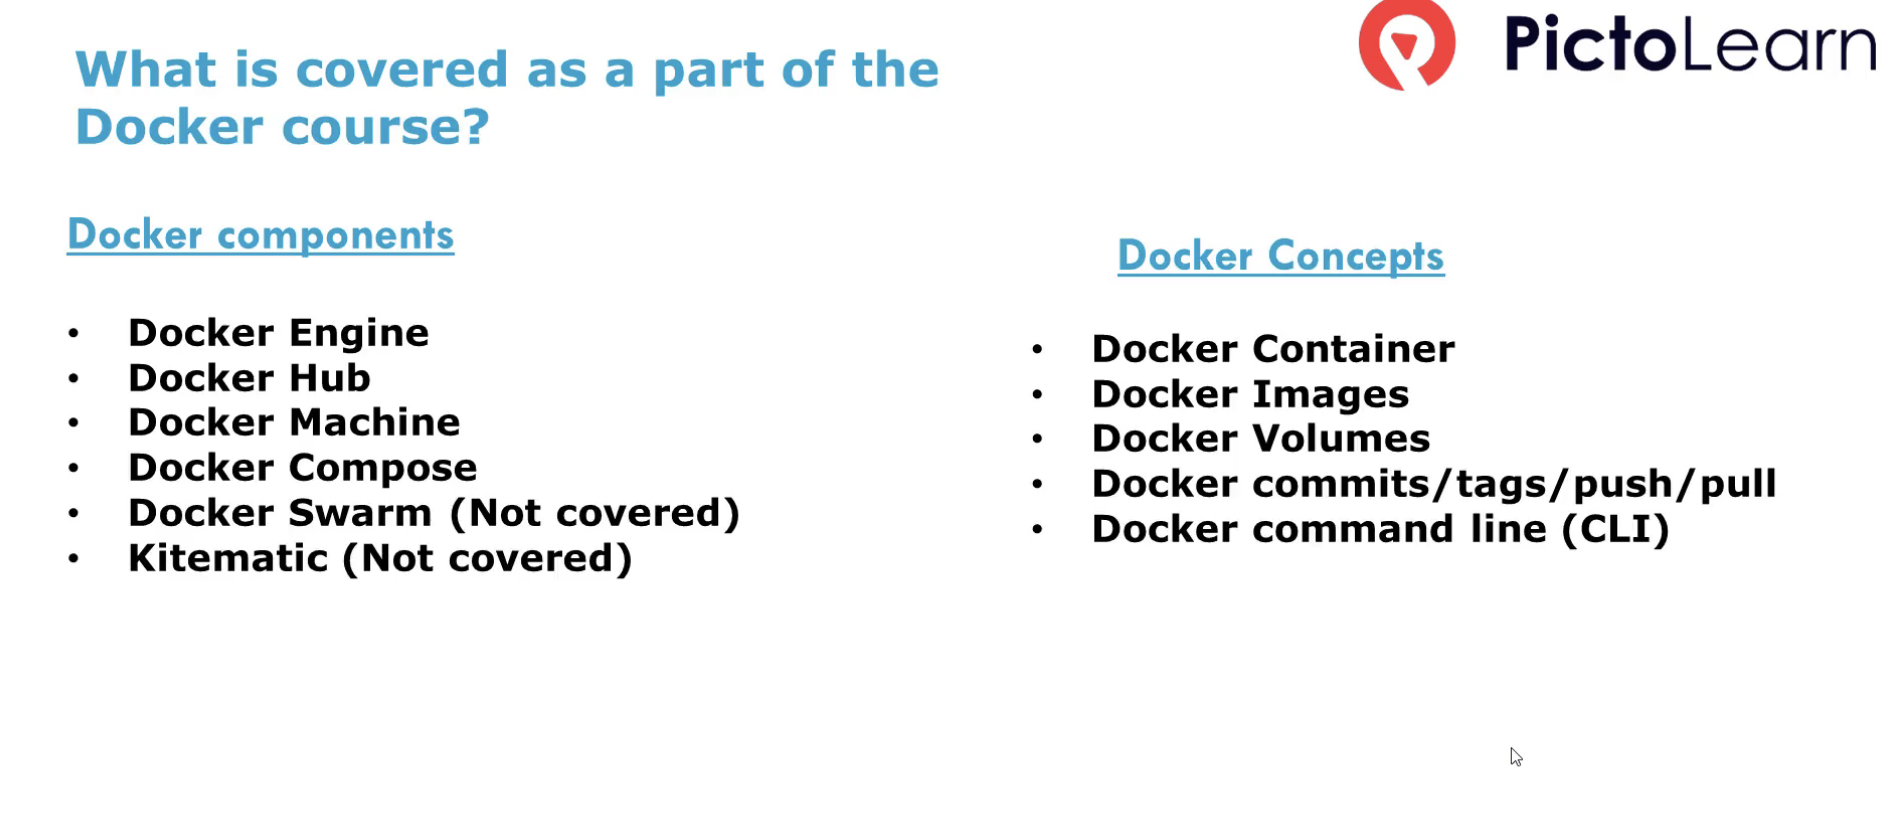 PictoLearn
What is covered as a part of the
Docker course?
Docker components
• Docker Engine
• Docker Hub
• Docker Machine
• Docker Compose
• Docker Swarm (Not covered)
• Kitematic (Not covered)
Docker Concepts
• Docker Container
• Docker Images
• Docker Volumes
• Docker commits/tags/push/pull
• Docker command line (CLI)